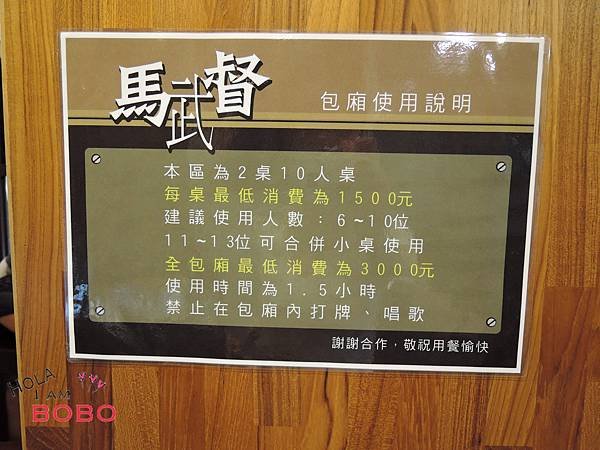 馬武督
包廂使用說明
本區為2桌10人桌
每桌最低消費為1500元
建議使用人數：6~10位
11~13位可合併小桌使用
全包廂最低消費為3000元
使用時間為1.5小時
禁止在包廂內打牌、唱歌
謝謝合作，敬祝用餐愉快
HOLA
I AM
BOBO